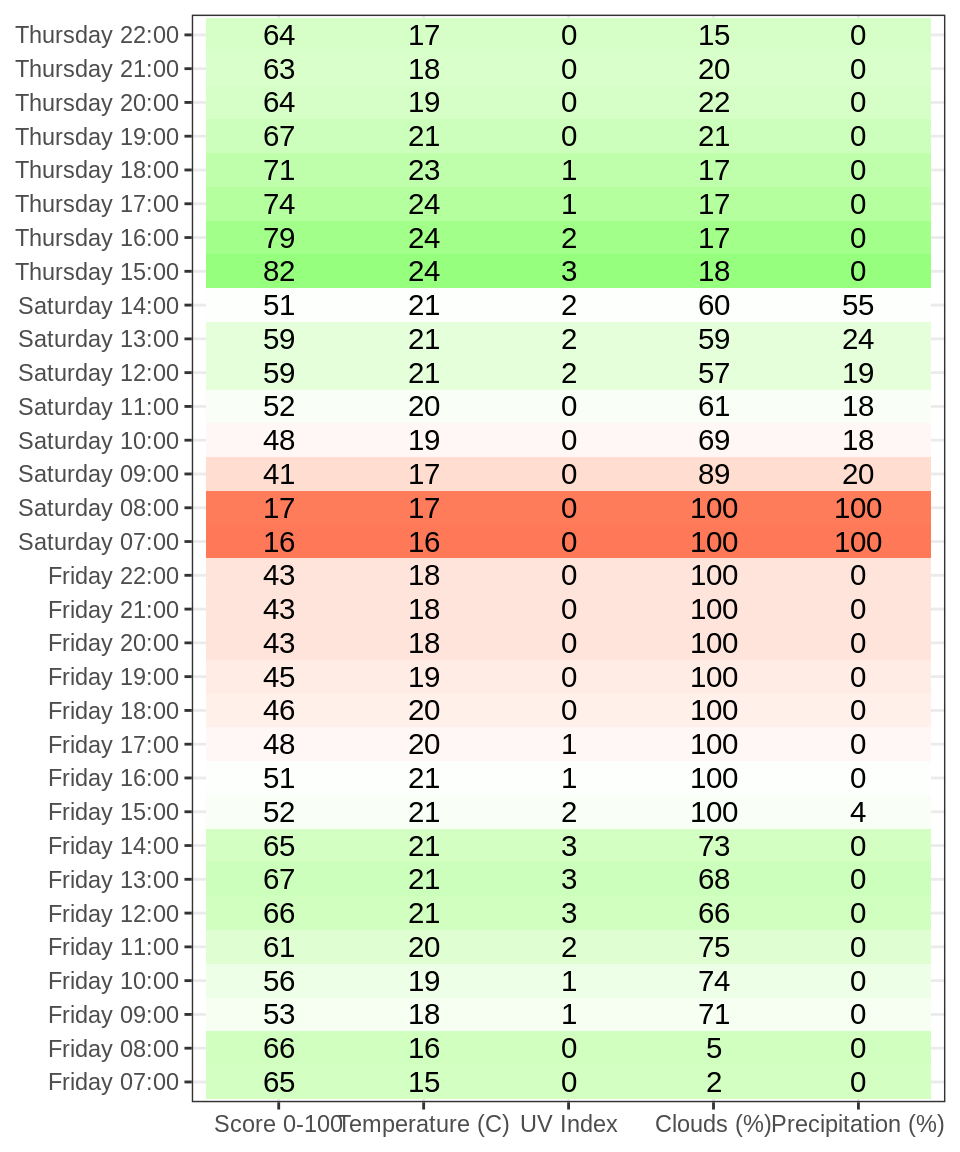 Thursday 22:00 64 17 0 15 0
Thursday 21:00 63 18 0 20 0
Thursday 20:00 64 19 0 22 0
Thursday 19:00 67 21 0 21 0
Thursday 18:00 71 23 1 17 0
Thursday 17:00 74 24 1 17 0
Thursday 16:00 79 24 2 17 0
Thursday 15:00 82 24 3 18 0
Saturday 14:00 51 21 2 60 55
Saturday 13:00 59 21 2 59 24
Saturday 12:00 59 21 2 57 19
Saturday 11:00 52 20 0 61 18
Saturday 10:00 48 19 0 69 18
Saturday 09:00 41 17 0 89 20
Saturday 08:00 17 17 0 100 100
Saturday 07:00 16 16 0 100 100
Friday 22:00 43 18 0 100 0
Friday 21:00 43 18 0 100 0
Friday 20:00 43 18 0 100 0
Friday 19:00 45 19 0 100 0
Friday 18:00 46 20 0 100 0
Friday 17:00 48 20 1 100 0
Friday 16:00 51 21 1 100 0
Friday 15:00 52 21 2 100 4
Friday 14:00 65 21 3 73 0
Friday 13:00 67 21 3 68 0
Friday 12:00 66 21 3 66 0
Friday 11:00 61 20 2 75 0
Friday 10:00 56 19 1 74 0
Friday 09:00 53 18 1 71 0
Friday 08:00 66 16 0 5 0
Friday 07:00 65 15 0 2 0
Score 0-100 Temperature (C) UV Index Clouds (%) Precipitation (%)